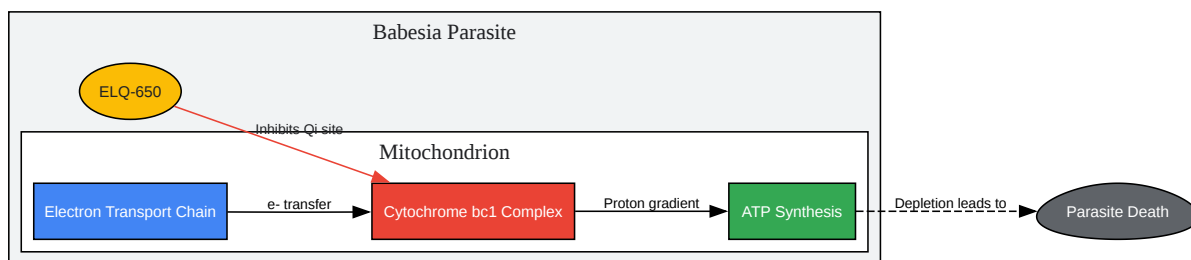 Babesia Parasite
ELQ-650
Inhibits Qi site
Mitochondrion
Electron Transport Chain
e- transfer
Cytochrome bc1 Complex
Proton gradient
ATP Synthesis
Depletion leads to
Parasite Death